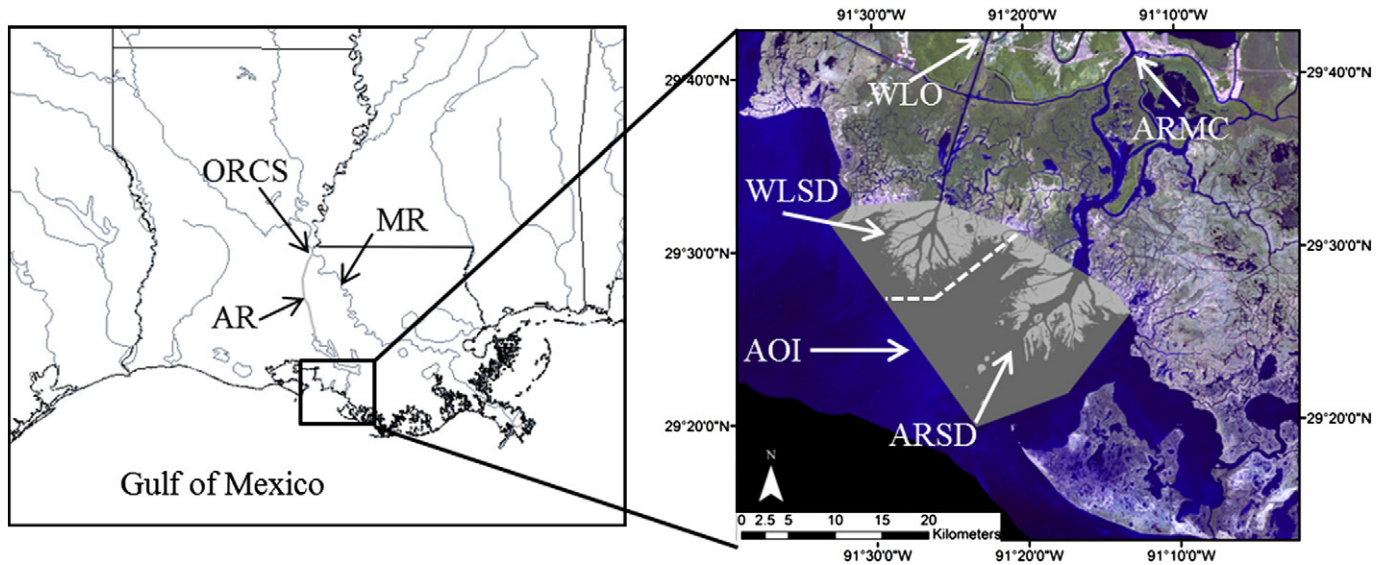 ORCS
MR
AR
Gulf of Mexico
91°30'0"W 91°20'0"W 91°10'0"W
29°40'0"N
29°30'0"N
29°20'0"N
WLO
ARMC
WLSD
AOI
ARSD
N
0 2.5 5 10 15 20
Kilometers
29°40'0"N
29°30'0"N
29°20'0"N
91°30'0"W 91°20'0"W 91°10'0"W